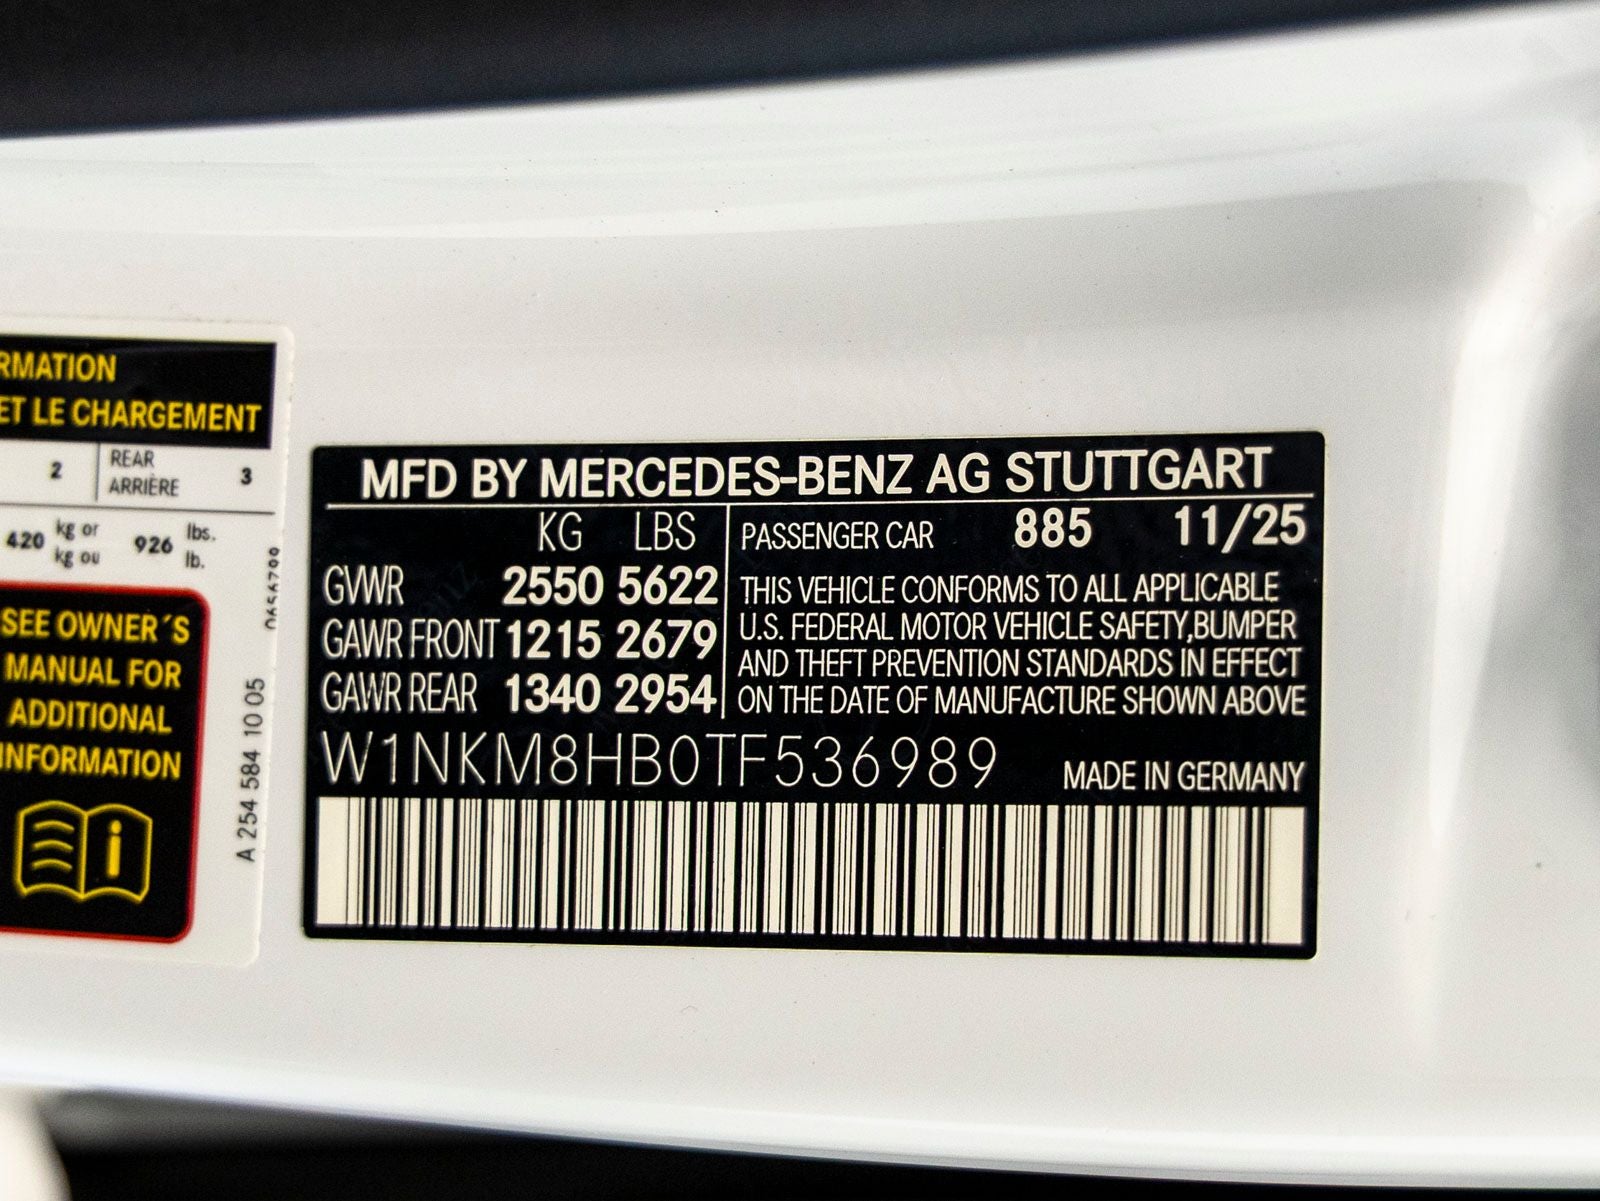 RMATION
ET LE CHARGEMENT
2 REAR ARRIÈRE 3
420 kg or kg ou 926 lbs. lb.
SEE OWNER´S
MANUAL FOR
ADDITIONAL
INFORMATION
A 254 584 10 05
MFD BY MERCEDES-BENZ AG STUTTGART
KG LBS
GVWR 2550 5622
GAWR FRONT 1215 2679
GAWR REAR 1340 2954
PASSENGER CAR 885 11/25
THIS VEHICLE CONFORMS TO ALL APPLICABLE
U.S. FEDERAL MOTOR VEHICLE SAFETY,BUMPER
AND THEFT PREVENTION STANDARDS IN EFFECT
ON THE DATE OF MANUFACTURE SHOWN ABOVE
W1NKM8HB0TF536989
MADE IN GERMANY